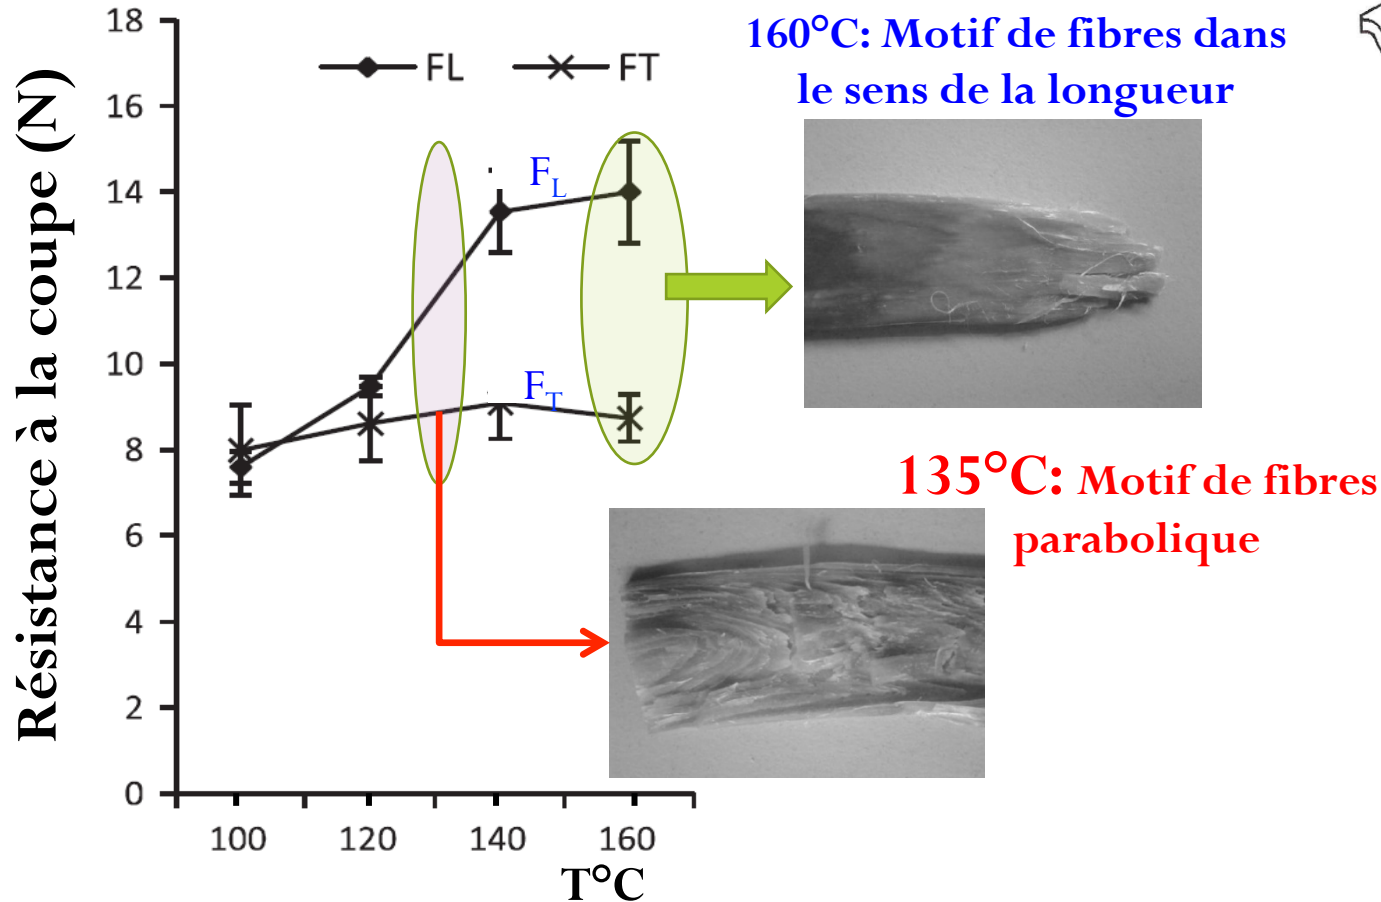 160°C: Motif de fibres dans
le sens de la longueur
Résistance à la coupe (N)
18
16
14
12
10
8
6
4
2
0
FL
FT
F_L
F_T
135°C: Motif de fibres
parabolique
100 120 140 160
T°C